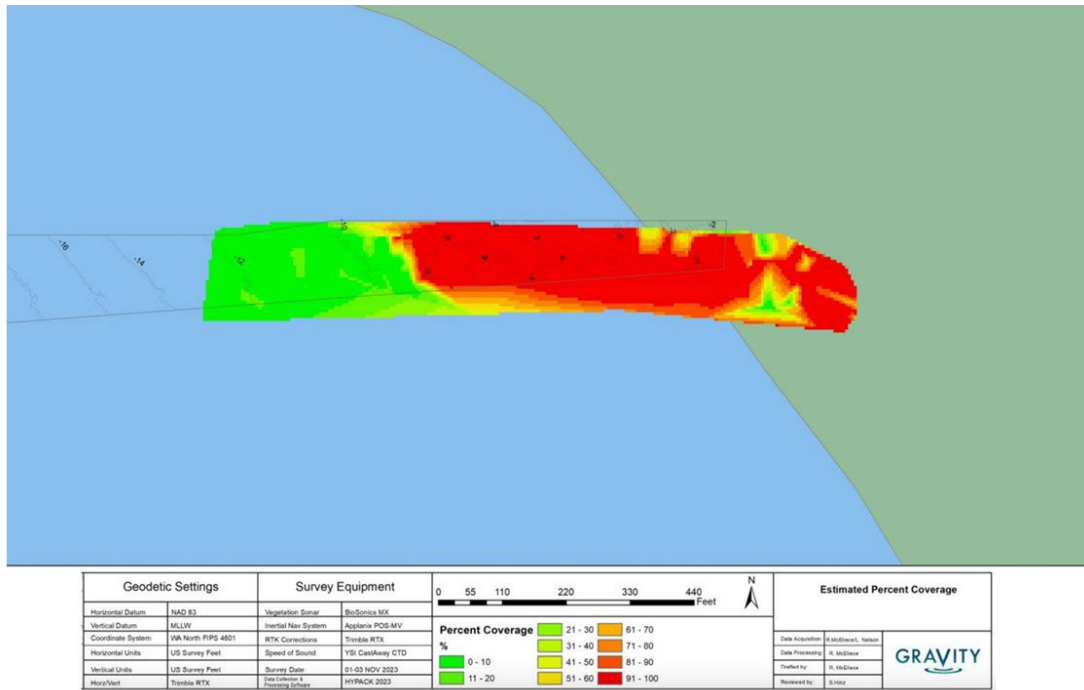 -10
-2
-16
-14
-12
Geodetic Settings
Horizontal Datum NAD 83
Vertical Datum MLLW
Coordinate System WA North FIPS 4601
Horizontal Units US Survey Feet
Vertical Units US Survey Feet
Horz/Vert Trimble RTX
Survey Equipment
Vegetation Sonar BioSonics MX
Inertial Nav System Applanix POS-MV
RTK Corrections Trimble RTX
Speed of Sound YSI CastAway CTD
Survey Date 01-03 NOV 2023
Data Collection &
Processing Software HYPACK 2023
0 55 110 220 330 440
Feet
N
Percent Coverage
%
0 - 10
11 - 20
21 - 30
31 - 40
41 - 50
51 - 60
61 - 70
71 - 80
81 - 90
91 - 100
Estimated Percent Coverage
Data Acquisition: R.McEliece/L. Nelson
Data Processing: R. McEliece
Drafted by: R. McEliece
Reviewed by: S.Hinz
GRAVITY